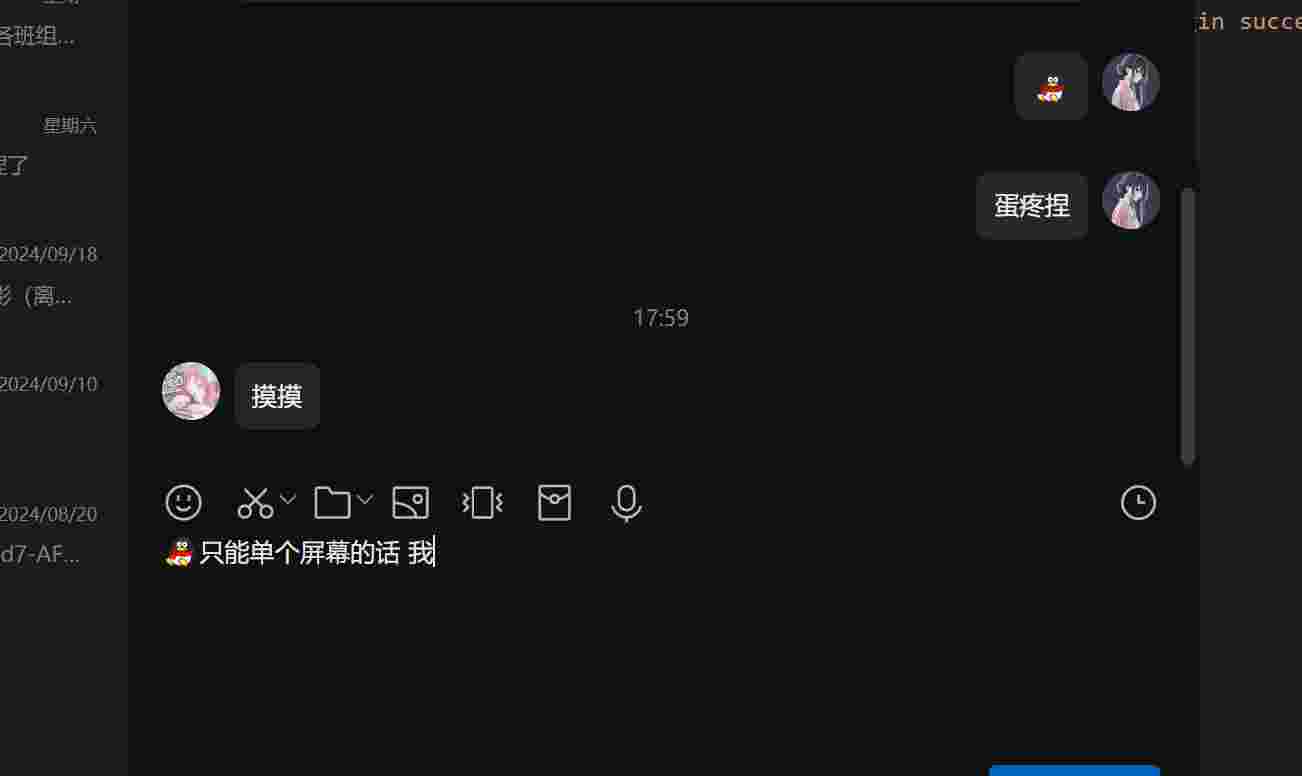 各班组...
星期六
捏了
2024/09/18
影（离...
2024/09/10
2024/08/20
d7-AF...
蛋疼捏
17:59
摸摸
只能单个屏幕的话 我
in succe